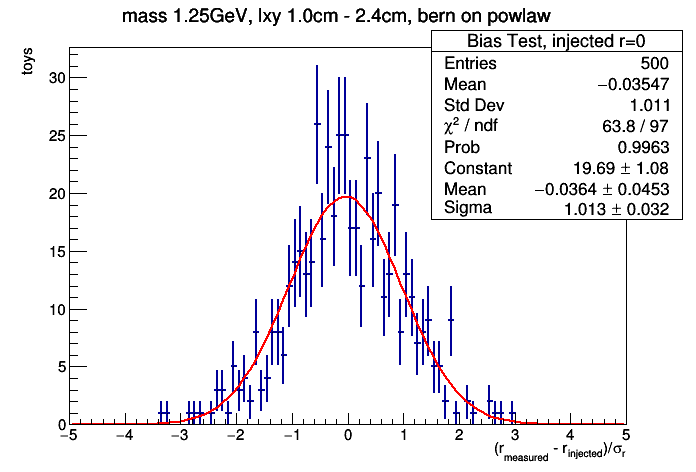 mass 1.25GeV, lxy 1.0cm - 2.4cm, bern on powlaw
toys
Bias Test, injected r=0
Entries 500
Mean −0.03547
Std Dev 1.011
χ² / ndf 63.8 / 97
Prob 0.9963
Constant 19.69 ± 1.08
Mean −0.0364 ± 0.0453
Sigma 1.013 ± 0.032
30
25
20
15
10
5
0
−5 −4 −3 −2 −1 0 1 2 3 4 5
(r_measured - r_injected)/σ_r